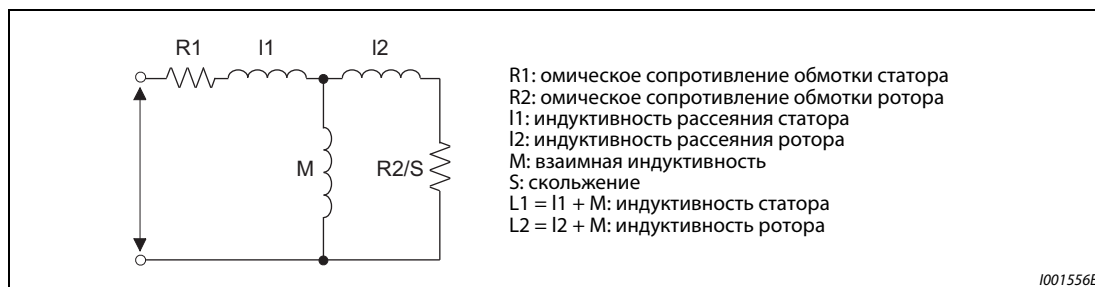 R1 l1 l2
M R2/S
R1: омическое сопротивление обмотки статора
R2: омическое сопротивление обмотки ротора
l1: индуктивность рассеяния статора
l2: индуктивность рассеяния ротора
M: взаимная индуктивность
S: скольжение
L1 = l1 + M: индуктивность статора
L2 = l2 + M: индуктивность ротора
I001556E